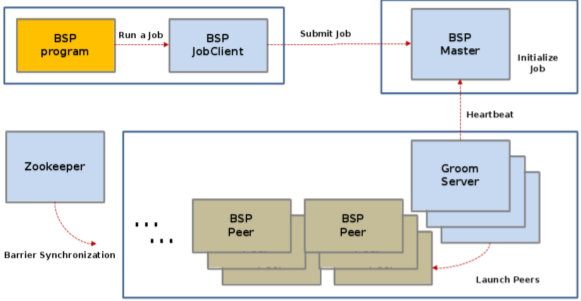 BSP
program
Run a Job
BSP
JobClient
Submit Job
BSP
Master
Initialize
Job
Heartbeat
Zookeeper
Groom
Server
...
BSP
Peer
BSP
Peer
...
Barrier Synchronization
Launch Peers